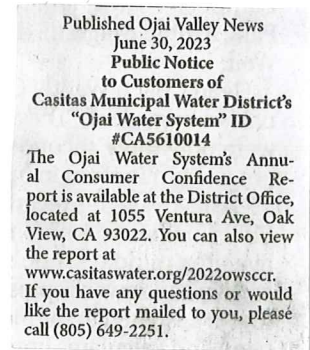 Published Ojai Valley News
June 30, 2023
Public Notice
to Customers of
Casitas Municipal Water District's
"Ojai Water System" ID
#CA5610014
The Ojai Water System's Annu-
al Consumer Confidence Re-
port is available at the District Office,
located at 1055 Ventura Ave, Oak
View, CA 93022. You can also view
the report at
www.casitaswater.org/2022owsccr.
If you have any questions or would
like the report mailed to you, please
call (805) 649-2251.